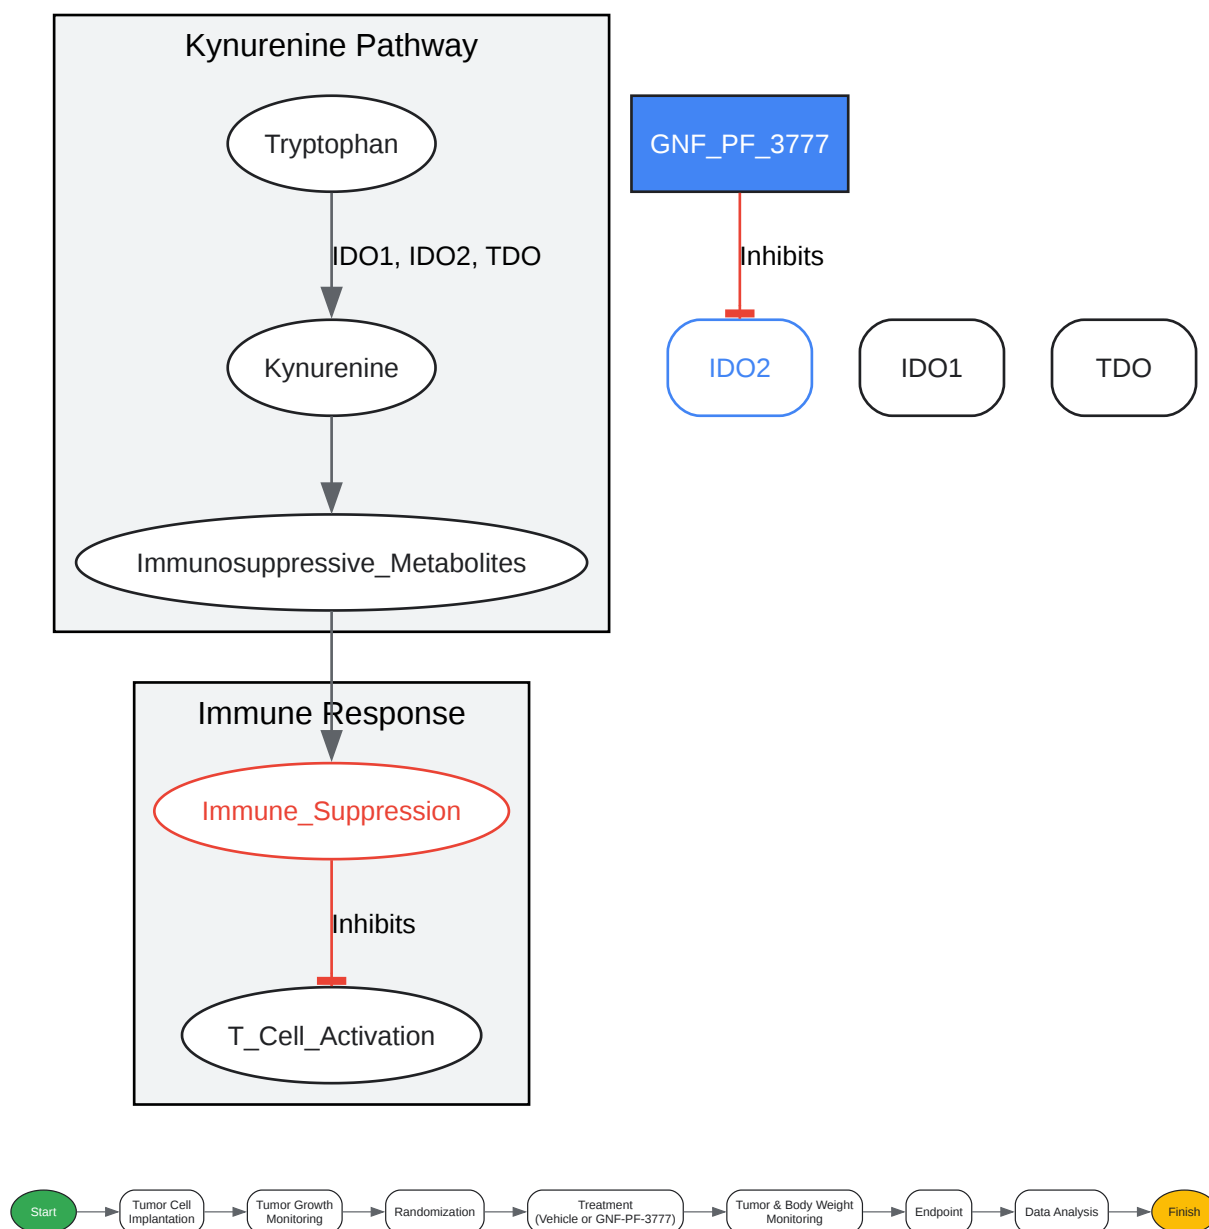 Kynurenine Pathway
Tryptophan
GNF_PF_3777
IDO1, IDO2, TDO
Inhibits
Kynurenine
IDO2
IDO1
TDO
Immunosuppressive_Metabolites
Immune Response
Immune_Suppression
Inhibits
T_Cell_Activation
Start
Tumor Cell
Implantation
Tumor Growth
Monitoring
Randomization
Treatment
(Vehicle or GNF-PF-3777)
Tumor & Body Weight
Monitoring
Endpoint
Data Analysis
Finish